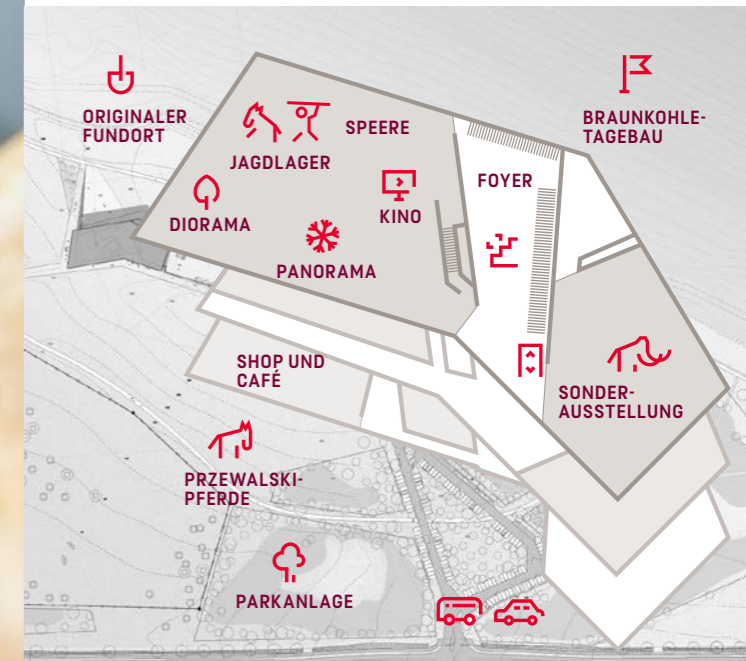 ORIGINALER
FUNDORT
SPEERE
JAGDLAGER
BRAUNKOHLE-
TAGEBAU
FOYER
DIORAMA
KINO
PANORAMA
SHOP UND
CAFÉ
SONDER-
AUSSTELLUNG
PRZEWALSKI-
PFERDE
PARKANLAGE